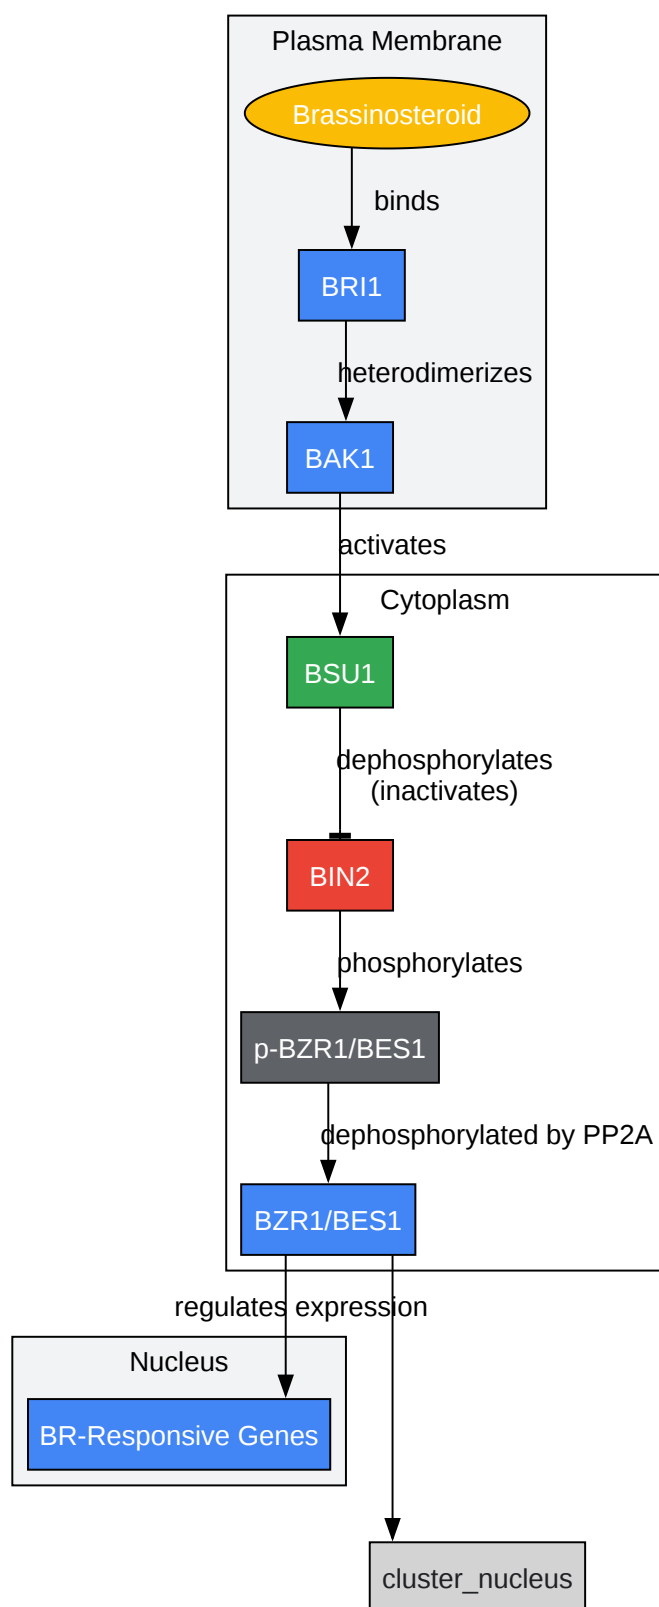 Plasma Membrane
Brassinosteroid
binds
BRI1
heterodimerizes
BAK1
activates
Cytoplasm
BSU1
dephosphorylates
(inactivates)
BIN2
phosphorylates
p-BZR1/BES1
dephosphorylated by PP2A
BZR1/BES1
regulates expression
Nucleus
BR-Responsive Genes
cluster_nucleus